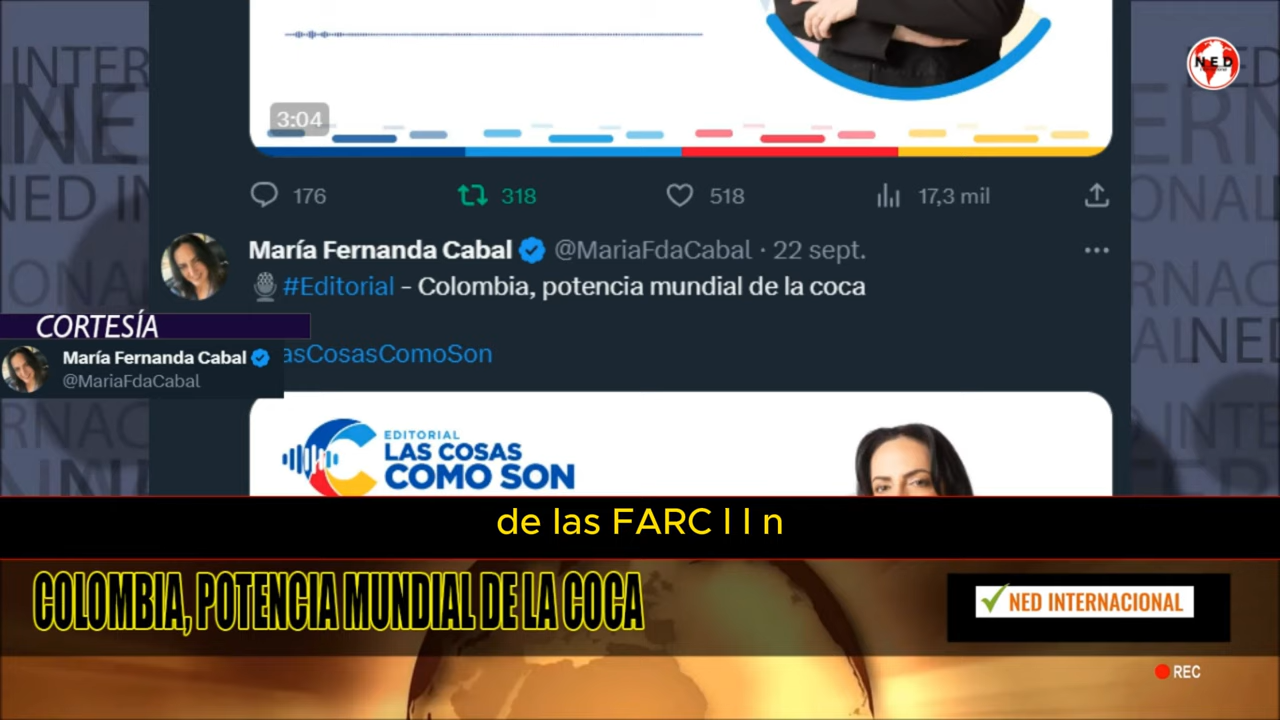 NED
3:04
176 318 518 17,3 mil
María Fernanda Cabal @MariaFdaCabal · 22 sept.
#Editorial - Colombia, potencia mundial de la coca
CORTESÍA
María Fernanda Cabal
@MariaFdaCabal
asCosasComoSon
EDITORIAL
LAS COSAS
COMO SON
de las FARC l l n
COLOMBIA, POTENCIA MUNDIAL DE LA COCA
NED INTERNACIONAL
REC